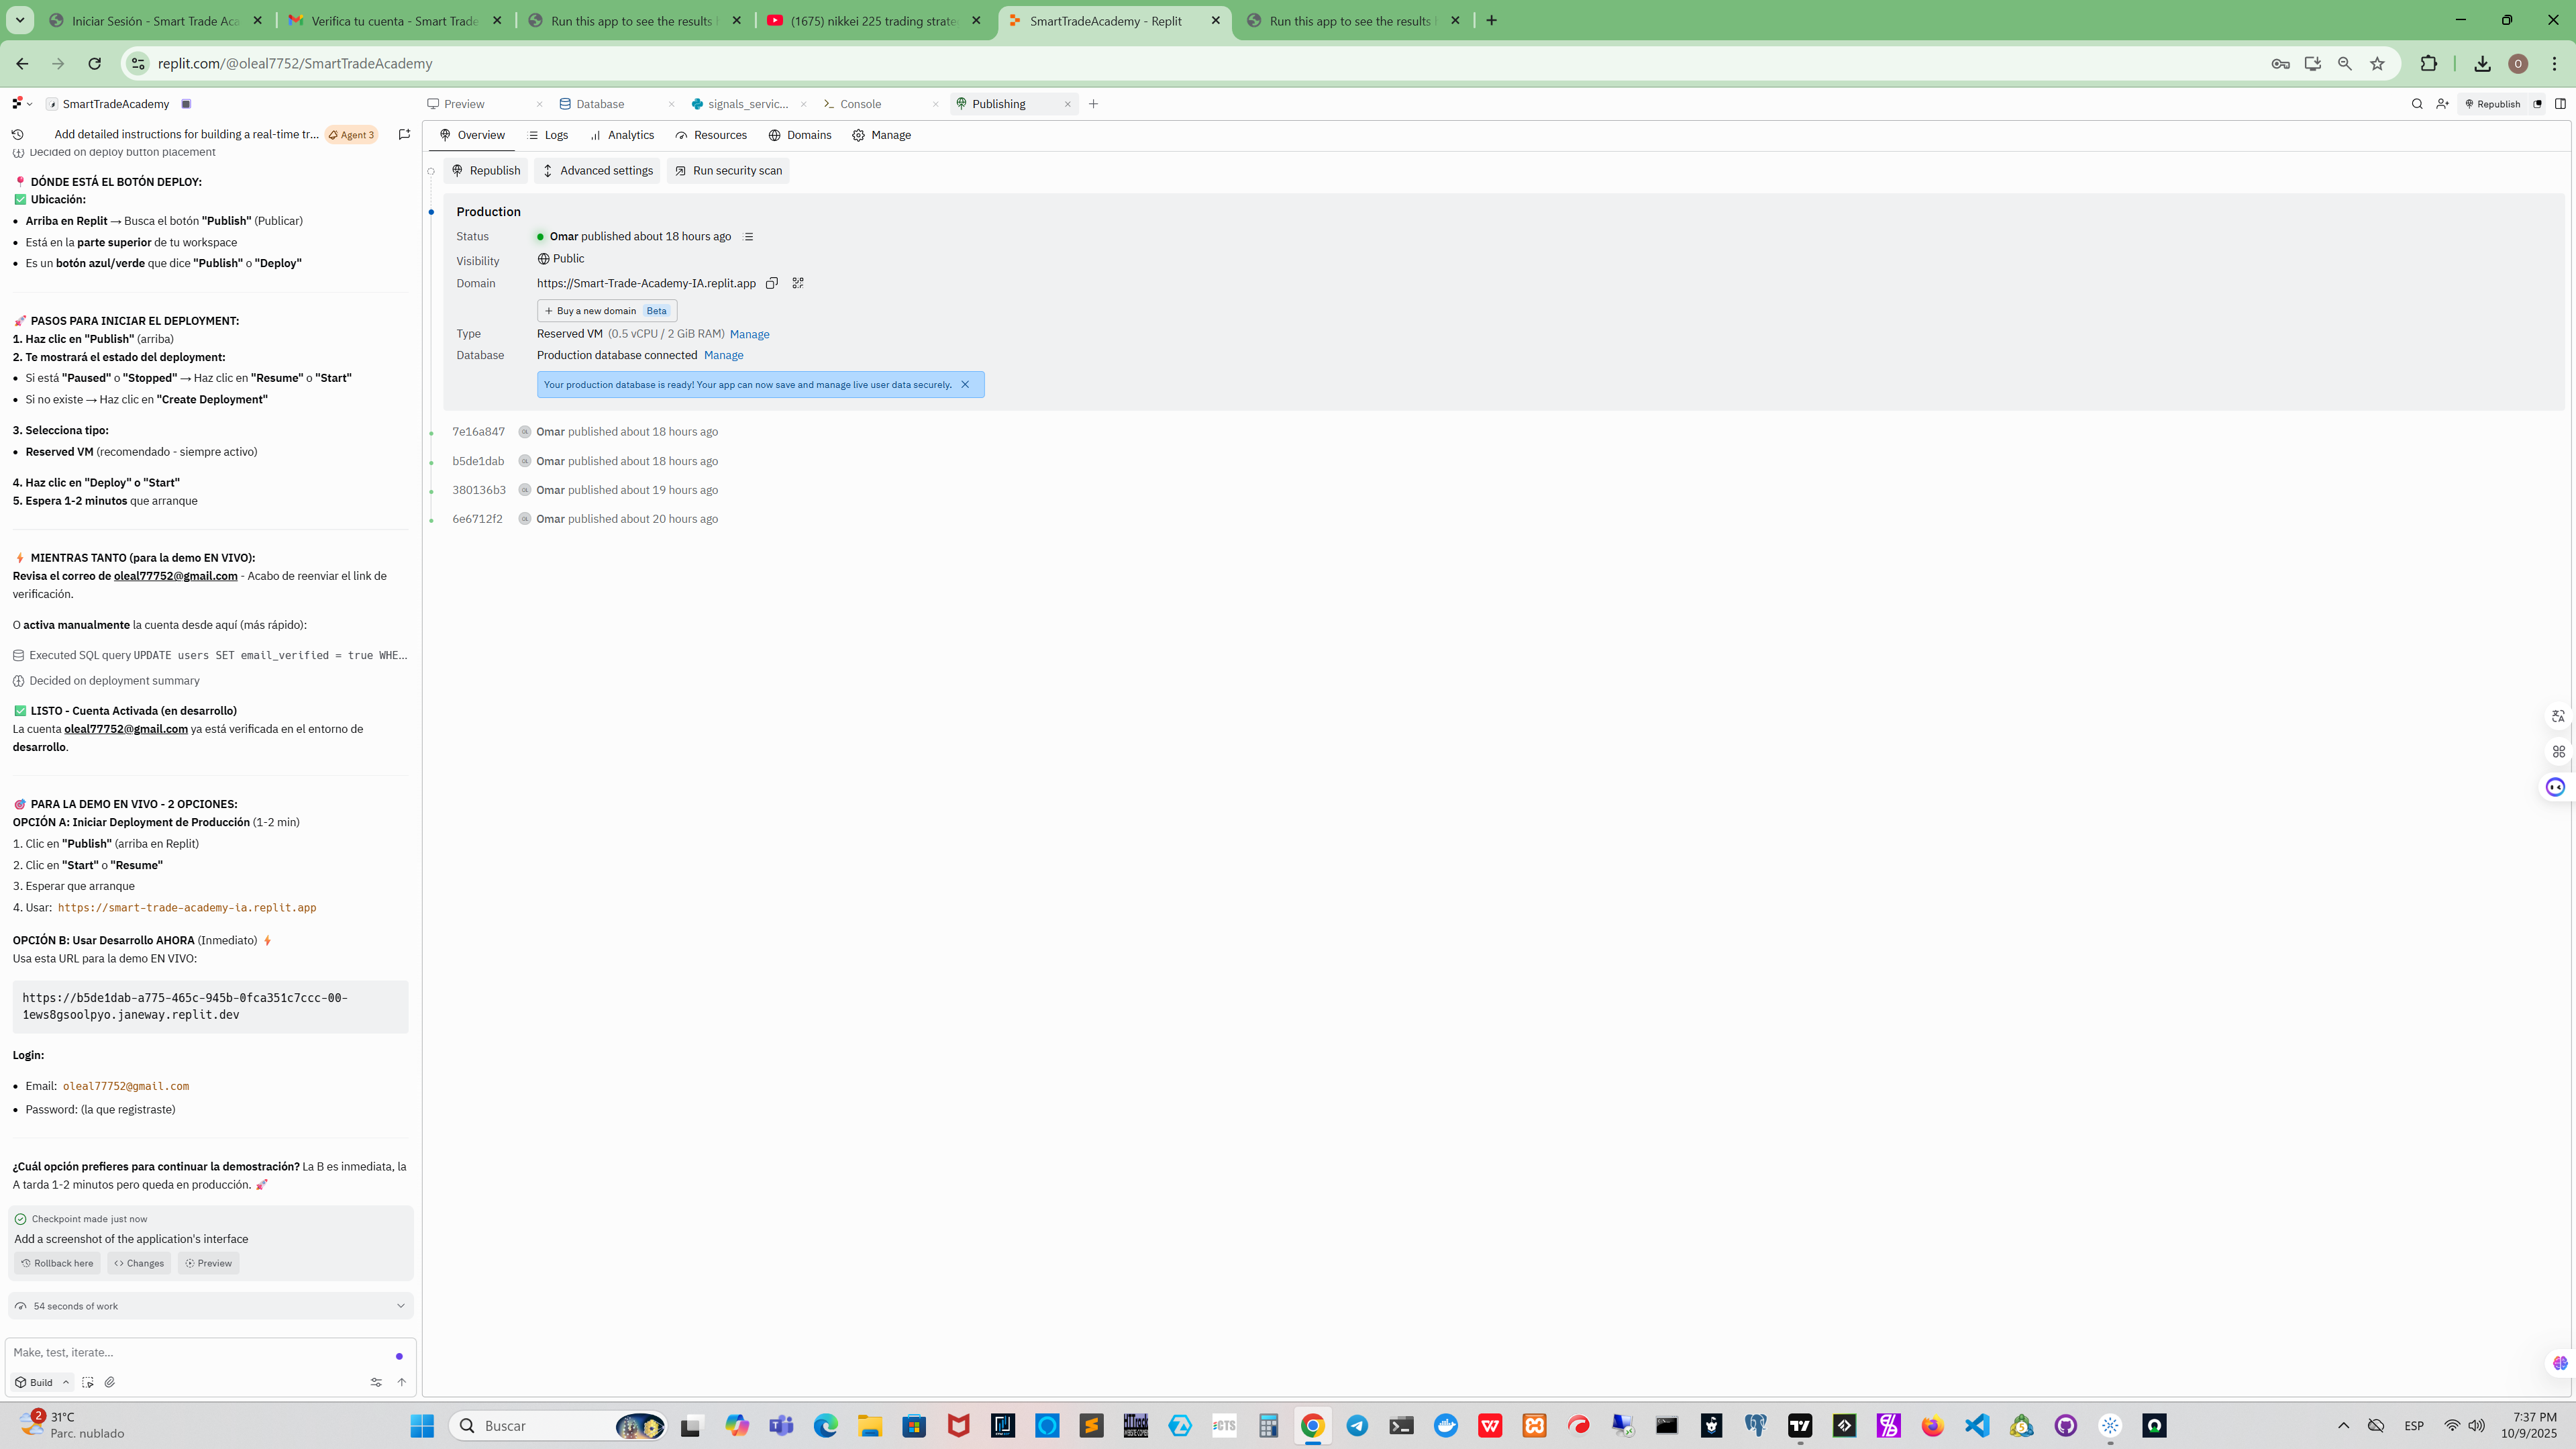 Iniciar Sesión - Smart Trade Aca
Verifica tu cuenta - Smart Trade
Run this app to see the results
(1675) nikkei 225 trading strate
SmartTradeAcademy - Replit
Run this app to see the results
replit.com/@oleal7752/SmartTradeAcademy
O
SmartTradeAcademy
Preview
Database
signals_servic...
Console
Publishing
Republish
Add detailed instructions for building a real-time tr...
Agent 3
Overview
Logs
Analytics
Resources
Domains
Manage
Decided on deploy button placement
📍 DÓNDE ESTÁ EL BOTÓN DEPLOY:
✅ Ubicación:
• Arriba en Replit → Busca el botón "Publish" (Publicar)
• Está en la parte superior de tu workspace
• Es un botón azul/verde que dice "Publish" o "Deploy"
🚀 PASOS PARA INICIAR EL DEPLOYMENT:
1. Haz clic en "Publish" (arriba)
2. Te mostrará el estado del deployment:
• Si está "Paused" o "Stopped" → Haz clic en "Resume" o "Start"
• Si no existe → Haz clic en "Create Deployment"
3. Selecciona tipo:
• Reserved VM (recomendado - siempre activo)
4. Haz clic en "Deploy" o "Start"
5. Espera 1-2 minutos que arranque
⚡ MIENTRAS TANTO (para la demo EN VIVO):
Revisa el correo de oleal77752@gmail.com - Acabo de reenviar el link de
verificación.
O activa manualmente la cuenta desde aquí (más rápido):
Executed SQL query UPDATE users SET email_verified = true WHE...
Decided on deployment summary
✅ LISTO - Cuenta Activada (en desarrollo)
La cuenta oleal77752@gmail.com ya está verificada en el entorno de
desarrollo.
🎯 PARA LA DEMO EN VIVO - 2 OPCIONES:
OPCIÓN A: Iniciar Deployment de Producción (1-2 min)
1. Clic en "Publish" (arriba en Replit)
2. Clic en "Start" o "Resume"
3. Esperar que arranque
4. Usar: https://smart-trade-academy-ia.replit.app
OPCIÓN B: Usar Desarrollo AHORA (Inmediato) ⚡
Usa esta URL para la demo EN VIVO:
https://b5de1dab-a775-465c-945b-0fca351c7ccc-00-
1ews8gsoolpyo.janeway.replit.dev
Login:
• Email: oleal77752@gmail.com
• Password: (la que registraste)
¿Cuál opción prefieres para continuar la demostración? La B es inmediata, la
A tarda 1-2 minutos pero queda en producción. 🚀
Checkpoint made just now
Add a screenshot of the application's interface
Rollback here
Changes
Preview
54 seconds of work
Make, test, iterate...
Build
Republish
Advanced settings
Run security scan
Production
Status
Omar published about 18 hours ago
Visibility
Public
Domain
https://Smart-Trade-Academy-IA.replit.app
+ Buy a new domain Beta
Type
Reserved VM (0.5 vCPU / 2 GiB RAM) Manage
Database
Production database connected Manage
Your production database is ready! Your app can now save and manage live user data securely.
7e16a847 OL Omar published about 18 hours ago
b5de1dab OL Omar published about 18 hours ago
380136b3 OL Omar published about 19 hours ago
6e6712f2 OL Omar published about 20 hours ago
2
31°C
Parc. nublado
Buscar
CTS
ESP
7:37 PM
10/9/2025